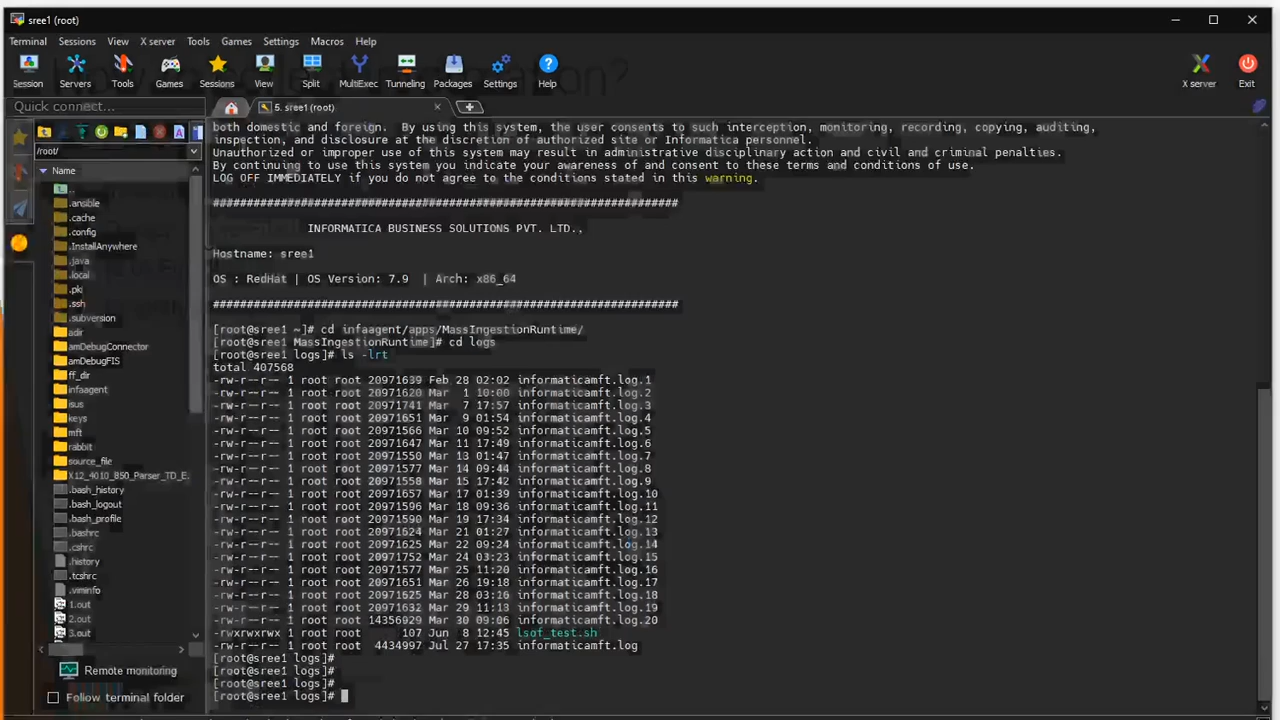 sree1 (root)
Terminal Sessions View X server Tools Games Settings Macros Help
Session Servers Tools Games Sessions View Split MultiExec Tunneling Packages Settings Help X server Exit
Quick connect...
5. sree1 (root)
/root/
Name
..
.ansible
.cache
.config
.InstallAnywhere
.java
.local
.pki
.ssh
.subversion
adir
amDebugConnector
amDebugFIS
ff_dir
infaagent
isus
keys
mft
rabbit
source_file
X12_4010_850_Parser_TD_E...
.bash_history
.bash_logout
.bash_profile
.bashrc
.cshrc
.history
.tcshrc
.viminfo
1.out
2.out
3.out
Remote monitoring
Follow terminal folder
both domestic and foreign. By using this system, the user consents to such interception, monitoring, recording, copying, auditing,
inspection, and disclosure at the discretion of authorized site or Informatica personnel.
Unauthorized or improper use of this system may result in administrative disciplinary action and civil and criminal penalties.
By continuing to use this system you indicate your awareness of and consent to these terms and conditions of use.
LOG OFF IMMEDIATELY if you do not agree to the conditions stated in this warning.
#####################################################################
INFORMATICA BUSINESS SOLUTIONS PVT. LTD.,
Hostname: sree1
OS : RedHat | OS Version: 7.9 | Arch: x86_64
#####################################################################
[root@sree1 ~]# cd infaagent/apps/MassIngestionRuntime/
[root@sree1 MassIngestionRuntime]# cd logs
[root@sree1 logs]# ls -lrt
total 407568
-rw-r--r-- 1 root root 20971639 Feb 28 02:02 informaticamft.log.1
-rw-r--r-- 1 root root 20971620 Mar 1 10:00 informaticamft.log.2
-rw-r--r-- 1 root root 20971741 Mar 7 17:57 informaticamft.log.3
-rw-r--r-- 1 root root 20971651 Mar 9 01:54 informaticamft.log.4
-rw-r--r-- 1 root root 20971566 Mar 10 09:52 informaticamft.log.5
-rw-r--r-- 1 root root 20971647 Mar 11 17:49 informaticamft.log.6
-rw-r--r-- 1 root root 20971550 Mar 13 01:47 informaticamft.log.7
-rw-r--r-- 1 root root 20971577 Mar 14 09:44 informaticamft.log.8
-rw-r--r-- 1 root root 20971558 Mar 15 17:42 informaticamft.log.9
-rw-r--r-- 1 root root 20971657 Mar 17 01:39 informaticamft.log.10
-rw-r--r-- 1 root root 20971506 Mar 18 09:36 informaticamft.log.11
-rw-r--r-- 1 root root 20971590 Mar 19 17:34 informaticamft.log.12
-rw-r--r-- 1 root root 20971624 Mar 21 01:27 informaticamft.log.13
-rw-r--r-- 1 root root 20971625 Mar 22 09:24 informaticamft.log.14
-rw-r--r-- 1 root root 20971752 Mar 24 03:23 informaticamft.log.15
-rw-r--r-- 1 root root 20971577 Mar 25 11:20 informaticamft.log.16
-rw-r--r-- 1 root root 20971651 Mar 26 19:18 informaticamft.log.17
-rw-r--r-- 1 root root 20971625 Mar 28 03:16 informaticamft.log.18
-rw-r--r-- 1 root root 20971632 Mar 29 11:13 informaticamft.log.19
-rw-r--r-- 1 root root 14356929 Mar 30 09:06 informaticamft.log.20
-rwxrwxrwx 1 root root 107 Jun 8 12:45 lsof_test.sh
-rw-r--r-- 1 root root 4434997 Jul 27 17:35 informaticamft.log
[root@sree1 logs]#
[root@sree1 logs]#
[root@sree1 logs]#
[root@sree1 logs]#